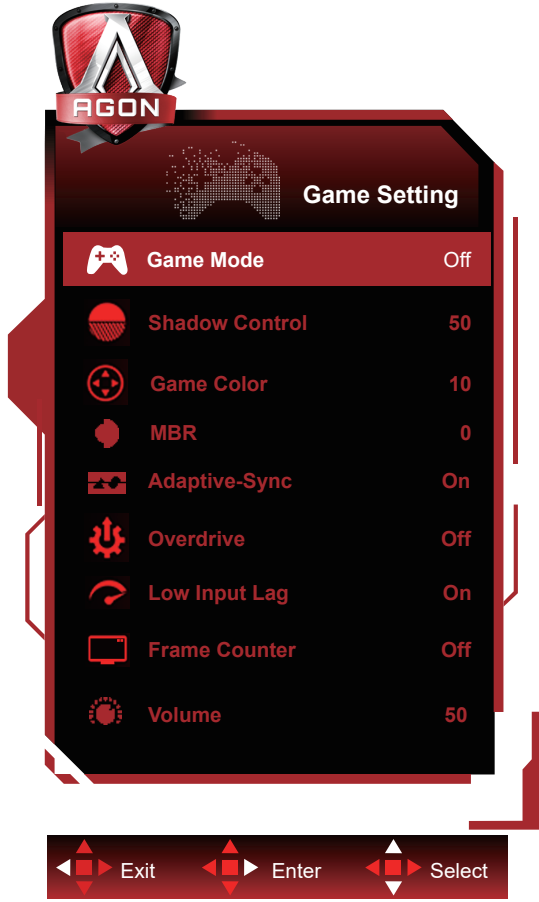 AGON
Game Setting
Game Mode Off
Shadow Control 50
Game Color 10
MBR 0
Adaptive-Sync On
Overdrive Off
Low Input Lag On
Frame Counter Off
Volume 50
Exit Enter Select